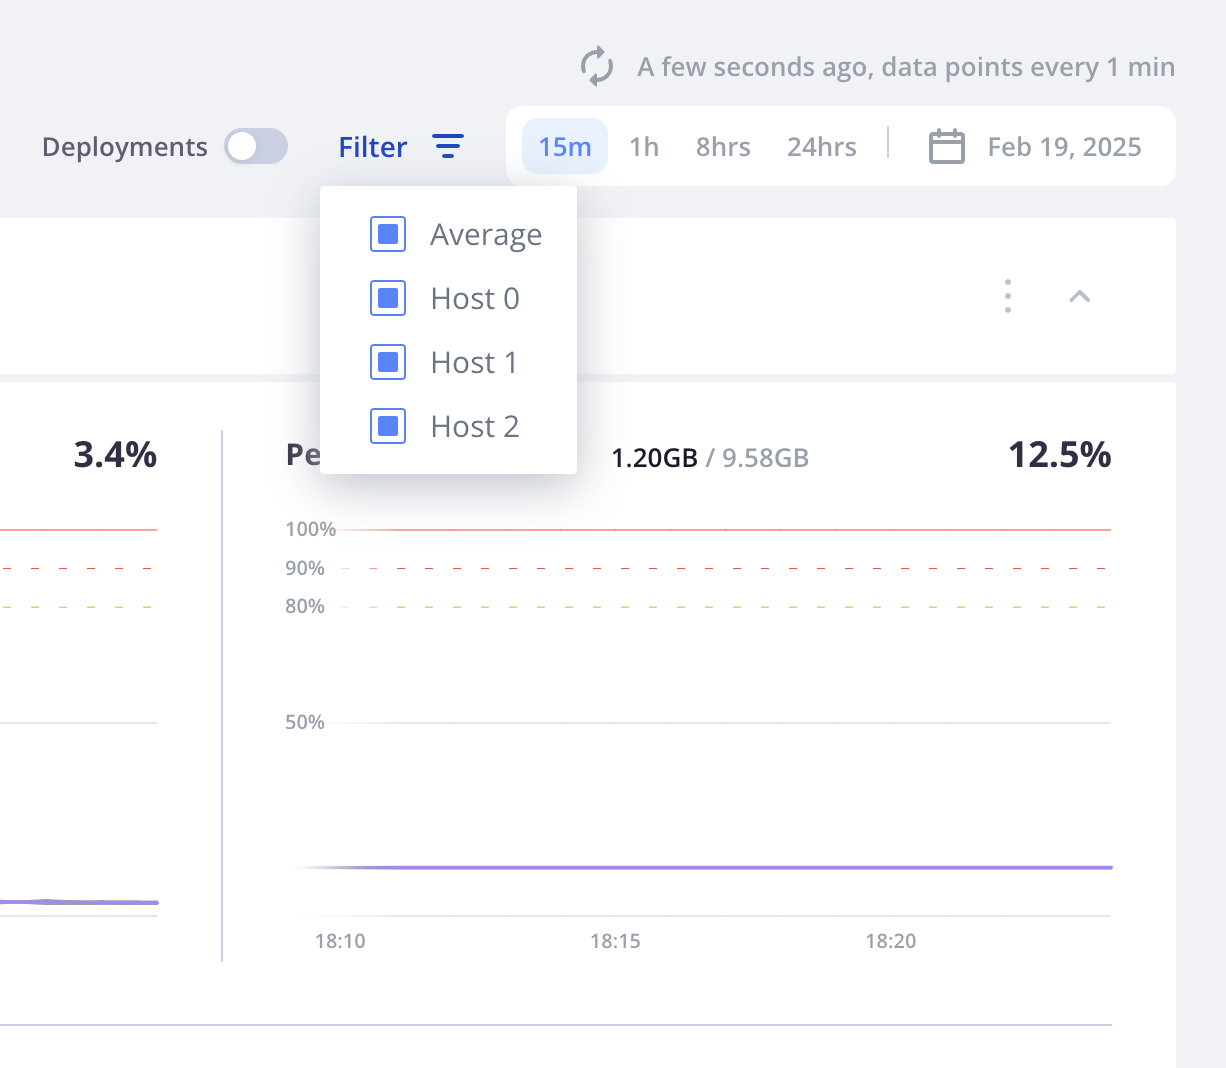 A few seconds ago, data points every 1 min
Deployments Filter 15m 1h 8hrs 24hrs Feb 19, 2025
Average
Host 0
Host 1
Host 2
3.4%
1.20GB / 9.58GB 12.5%
100%
90%
80%
50%
18:10 18:15 18:20